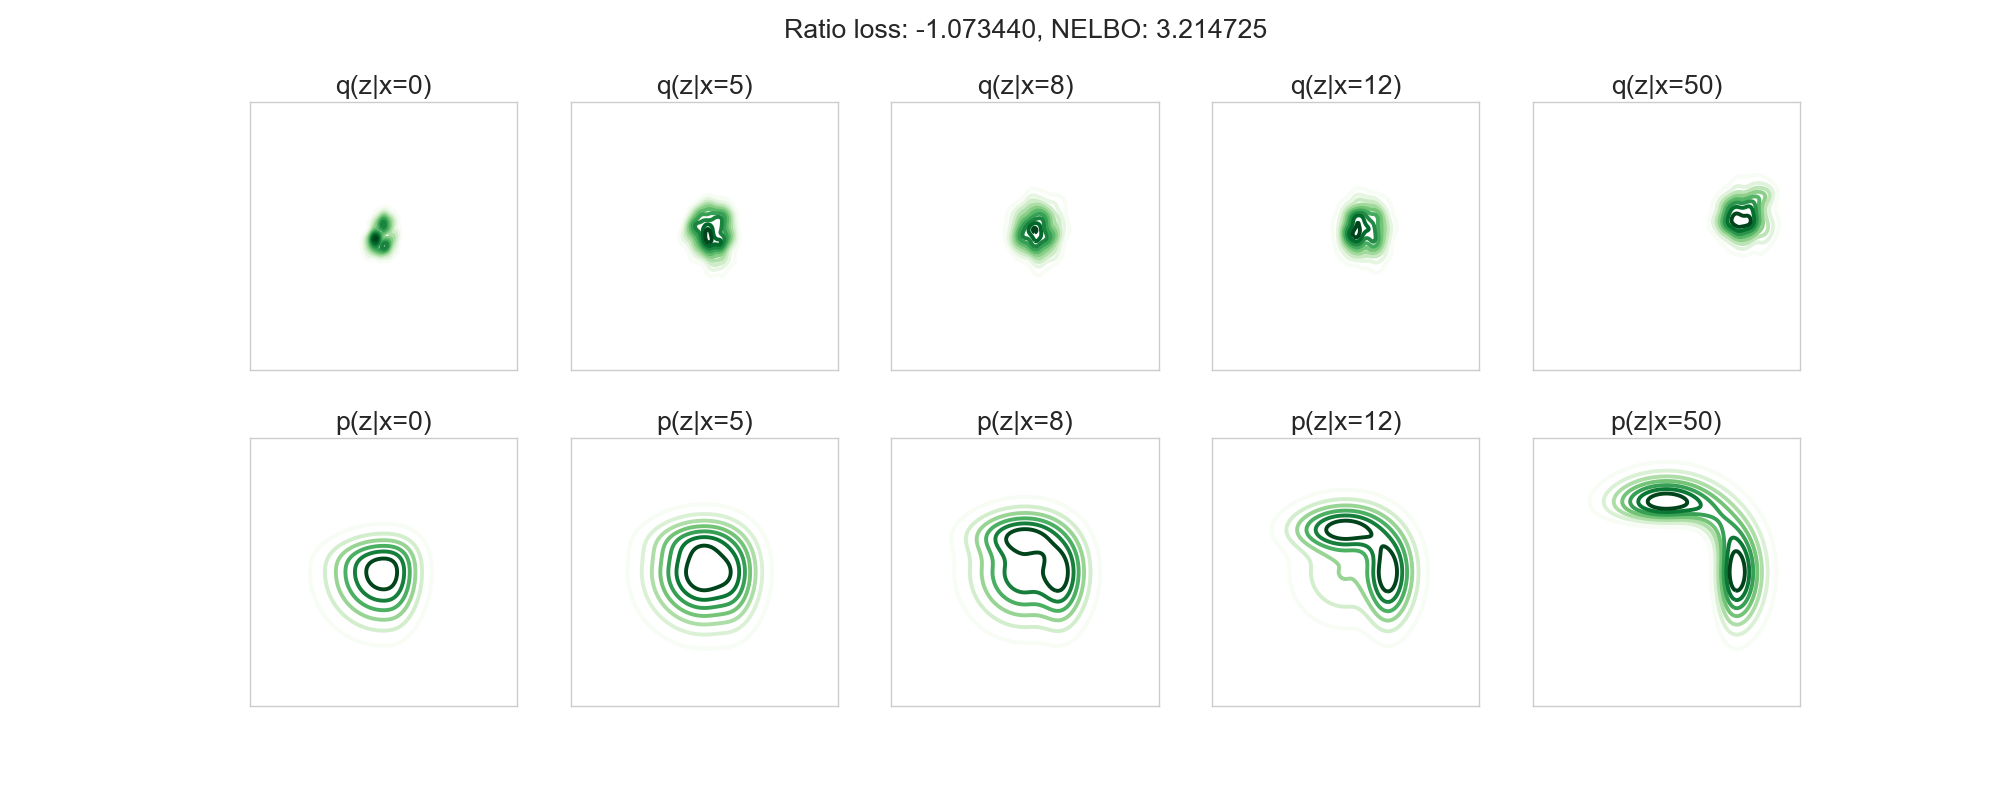 Ratio loss: -1.073440, NELBO: 3.214725
q(z|x=0) q(z|x=5) q(z|x=8) q(z|x=12) q(z|x=50)
p(z|x=0) p(z|x=5) p(z|x=8) p(z|x=12) p(z|x=50)